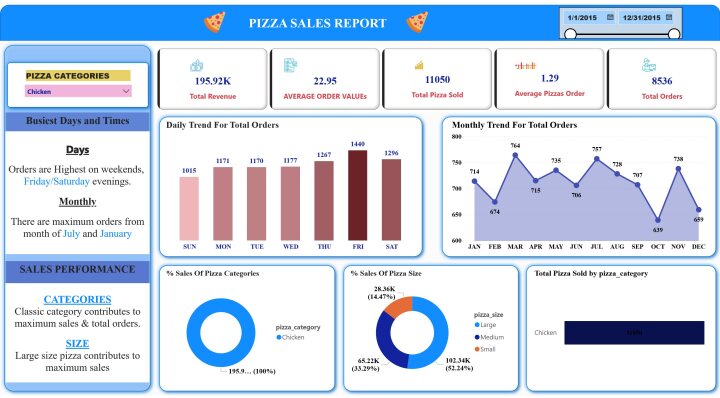 PIZZA SALES REPORT
1/1/2015 12/31/2015
PIZZA CATEGORIES
Chicken
195.92K
Total Revenue
22.95
AVERAGE ORDER VALUEs
11050
Total Pizza Sold
1.29
Average Pizzas Order
8536
Total Orders
Busiest Days and Times
Days
Orders are Highest on weekends,
Friday/Saturday evenings.
Monthly
There are maximum orders from
month of July and January
SALES PERFORMANCE
CATEGORIES
Classic category contributes to
maximum sales & total orders.
SIZE
Large size pizza contributes to
maximum sales
Daily Trend For Total Orders
1015 1171 1170 1177 1267 1440 1296
SUN MON TUE WED THU FRI SAT
Monthly Trend For Total Orders
800
750
700
650
600
714 674 764 715 735 706 757 728 707 639 738 659
JAN FEB MAR APR MAY JUN JUL AUG SEP OCT NOV DEC
% Sales Of Pizza Categories
pizza_category
Chicken
195.9... (100%)
% Sales Of Pizza Size
28.36K
(14.47%)
65.22K
(33.29%)
102.34K
(52.24%)
pizza_size
Large
Medium
Small
Total Pizza Sold by pizza_category
Chicken